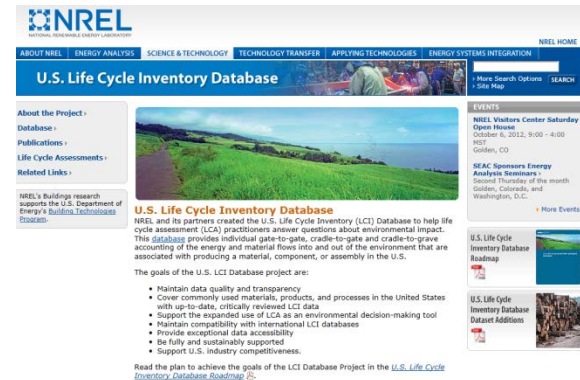 NREL
NATIONAL RENEWABLE ENERGY LABORATORY
NREL HOME
ABOUT NREL ENERGY ANALYSIS SCIENCE & TECHNOLOGY TECHNOLOGY TRANSFER APPLYING TECHNOLOGIES ENERGY SYSTEMS INTEGRATION
U.S. Life Cycle Inventory Database
› More Search Options
SEARCH
› Site Map
About the Project ›
Database ›
Publications ›
Life Cycle Assessments ›
Related Links ›
NREL's Buildings research
supports the U.S. Department of
Energy's Building Technologies
Program.
U.S. Life Cycle Inventory Database
NREL and its partners created the U.S. Life Cycle Inventory (LCI) Database to help life
cycle assessment (LCA) practitioners answer questions about environmental impact.
This database provides individual gate-to-gate, cradle-to-gate and cradle-to-grave
accounting of the energy and material flows into and out of the environment that are
associated with producing a material, component, or assembly in the U.S.
The goals of the U.S. LCI Database project are:
• Maintain data quality and transparency
• Cover commonly used materials, products, and processes in the United States
with up-to-date, critically reviewed LCI data
• Support the expanded use of LCA as an environmental decision-making tool
• Maintain compatibility with international LCI databases
• Provide exceptional data accessibility
• Be fully and sustainably supported
• Support U.S. industry competitiveness.
Read the plan to achieve the goals of the LCI Database Project in the U.S. Life Cycle
Inventory Database Roadmap.
EVENTS
NREL Visitors Center Saturday
Open House
October 6, 2012, 9:00 - 4:00
MST
Golden, CO
SEAC Sponsors Energy
Analysis Seminars ›
Second Thursday of the month
Golden, Colorado, and
Washington, D.C.
› More Events
U.S. Life Cycle
Inventory Database
Roadmap
U.S. Life Cycle
Inventory Database
Dataset Additions